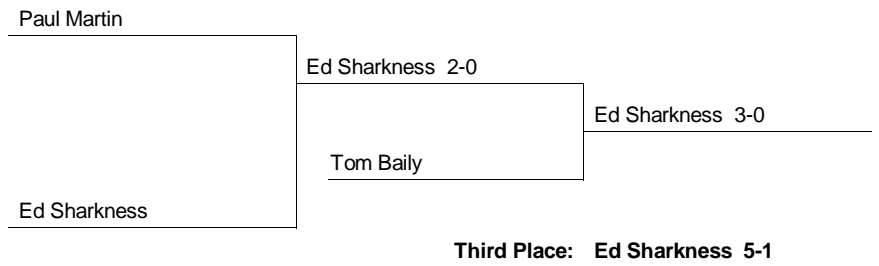 Paul Martin
Ed Sharkness 2-0
Ed Sharkness 3-0
Tom Baily
Ed Sharkness
Third Place: Ed Sharkness 5-1